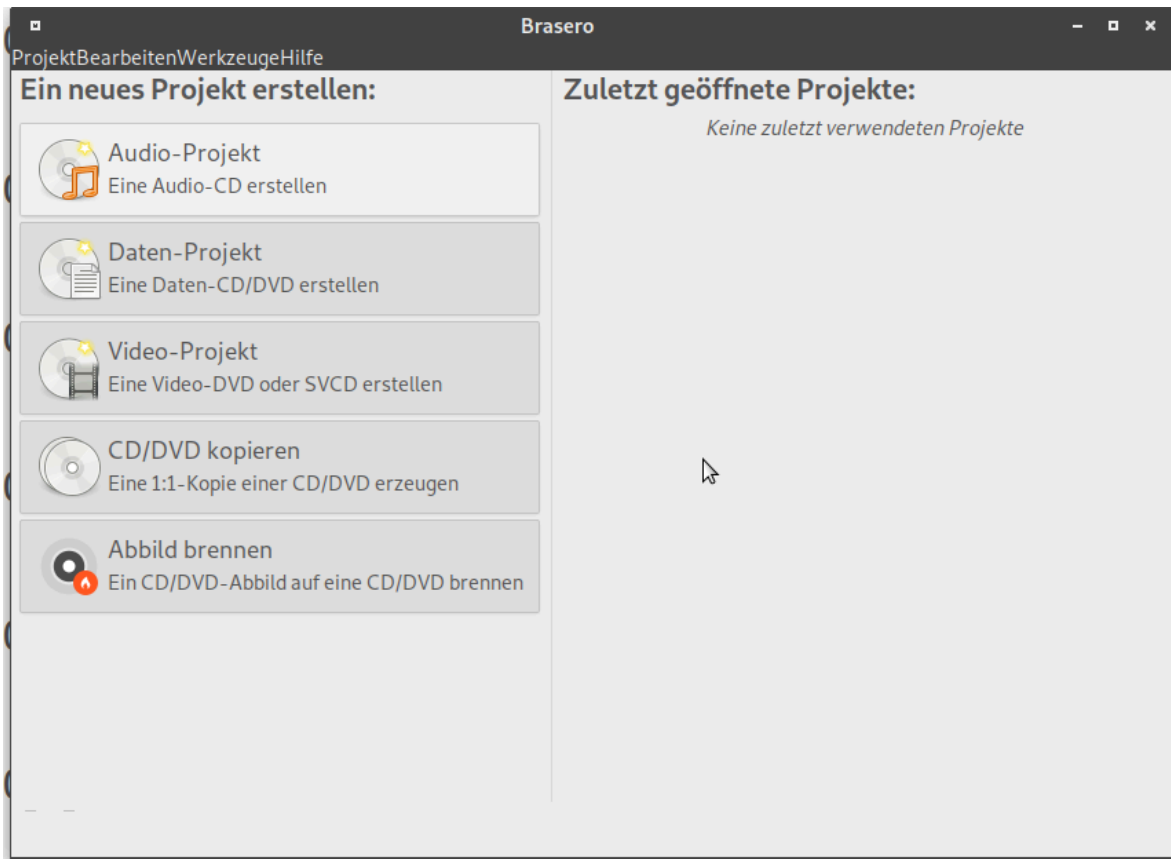 Brasero
ProjektBearbeitenWerkzeugeHilfe
Ein neues Projekt erstellen:
Audio-Projekt
Eine Audio-CD erstellen
Daten-Projekt
Eine Daten-CD/DVD erstellen
Video-Projekt
Eine Video-DVD oder SVCD erstellen
CD/DVD kopieren
Eine 1:1-Kopie einer CD/DVD erzeugen
Abbild brennen
Ein CD/DVD-Abbild auf eine CD/DVD brennen
Zuletzt geöffnete Projekte:
Keine zuletzt verwendeten Projekte